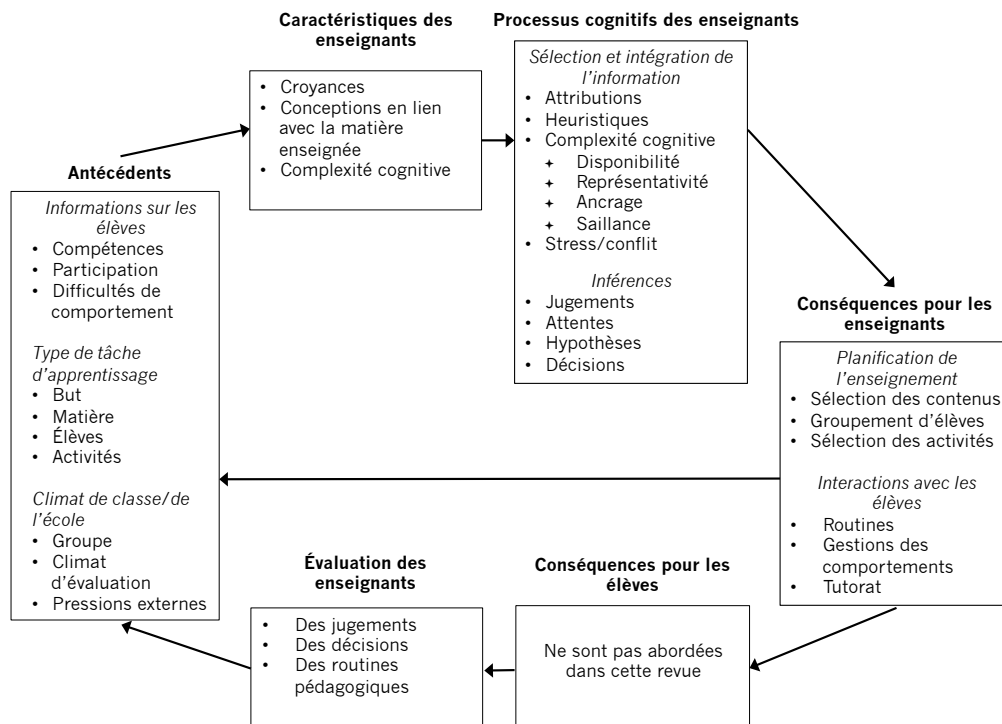 Caractéristiques des
enseignants
• Croyances
• Conceptions en lien
avec la matière
enseignée
• Complexité cognitive
Processus cognitifs des enseignants
Sélection et intégration de
l'information
• Attributions
• Heuristiques
• Complexité cognitive
✦ Disponibilité
✦ Représentativité
✦ Ancrage
✦ Saillance
• Stress/conflit
Inférences
• Jugements
• Attentes
• Hypothèses
• Décisions
Antécédents
Informations sur les
élèves
• Compétences
• Participation
• Difficultés de
comportement
Type de tâche
d'apprentissage
• But
• Matière
• Élèves
• Activités
Climat de classe/de
l'école
• Groupe
• Climat
d'évaluation
• Pressions externes
Conséquences pour les
enseignants
Planification de
l'enseignement
• Sélection des contenus
• Groupement d'élèves
• Sélection des activités
Interactions avec les
élèves
• Routines
• Gestions des
comportements
• Tutorat
Évaluation des
enseignants
• Des jugements
• Des décisions
• Des routines
pédagogiques
Conséquences pour les
élèves
Ne sont pas abordées
dans cette revue